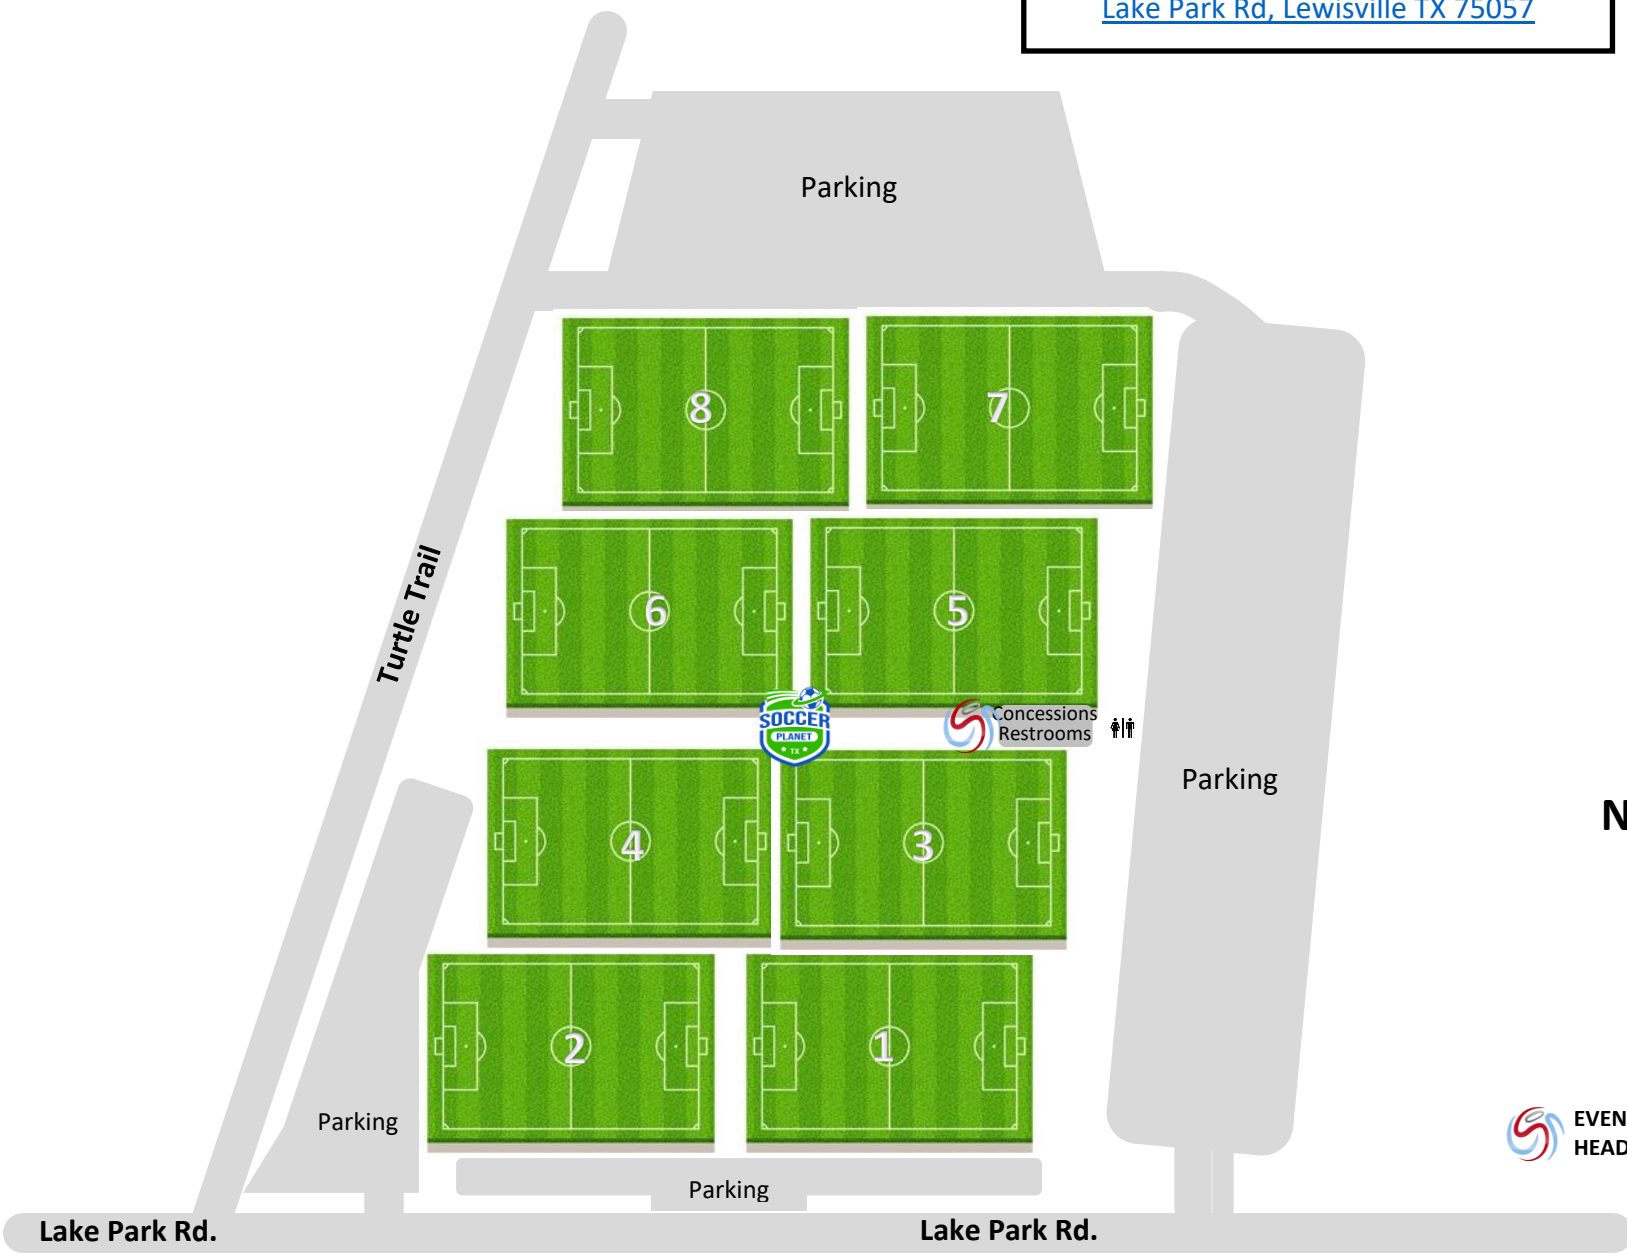 Lake Park Rd, Lewisville TX 75057
Parking
8
7
Turtle Trail
6
5
SOCCER
PLANET
TX
Concessions
Restrooms
Parking
N
4
3
2
1
Parking
EVEN
HEAD
Parking
Lake Park Rd.
Lake Park Rd.